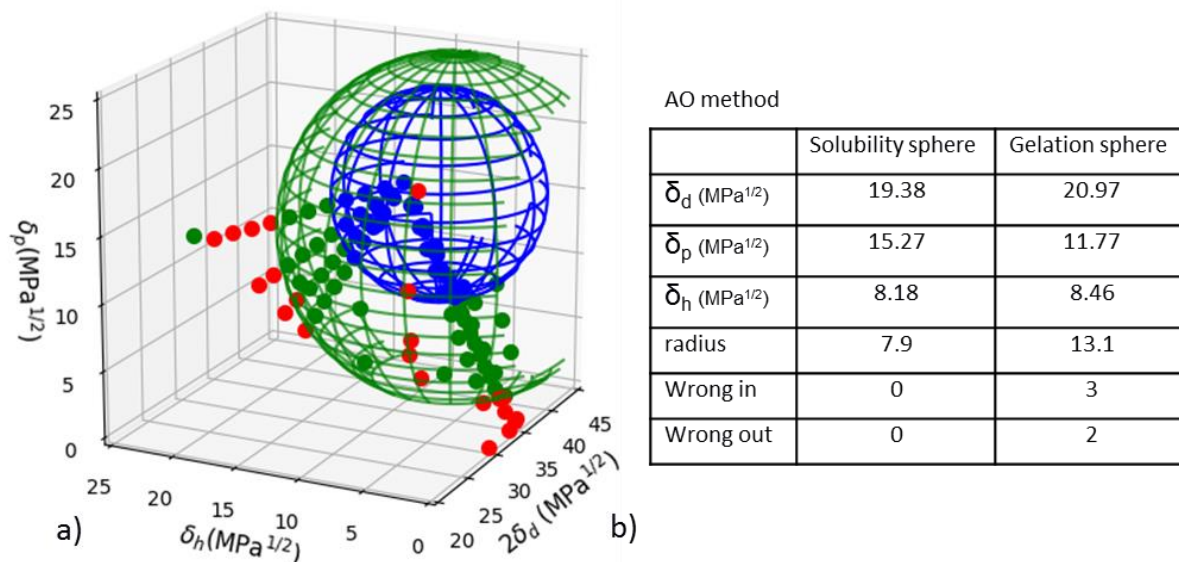 25
20
15
10
5
0
δp(MPa1/2)
25
20
15
10
5
0
δh(MPa1/2)
20
25
30
35
40
45
2δd (MPa1/2)
a)
b)
AO method
Solubility sphere Gelation sphere
δd (MPa1/2) 19.38 20.97
δp (MPa1/2) 15.27 11.77
δh (MPa1/2) 8.18 8.46
radius 7.9 13.1
Wrong in 0 3
Wrong out 0 2